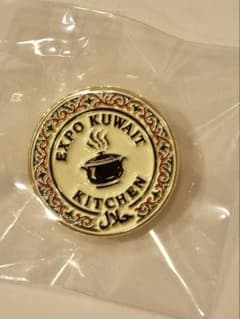 EXPO KUWAIT
KITCHEN
حلال